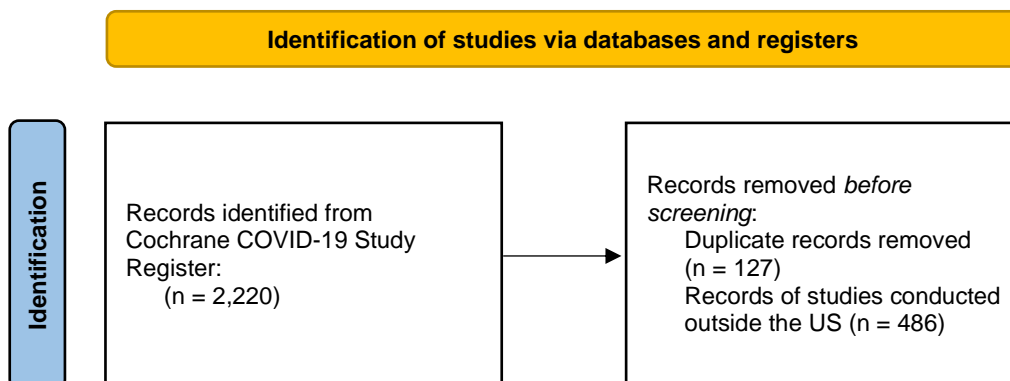 Identification of studies via databases and registers
Identification
Records identified from
Cochrane COVID-19 Study
Register:
(n = 2,220)
Records removed before
screening:
Duplicate records removed
(n = 127)
Records of studies conducted
outside the US (n = 486)